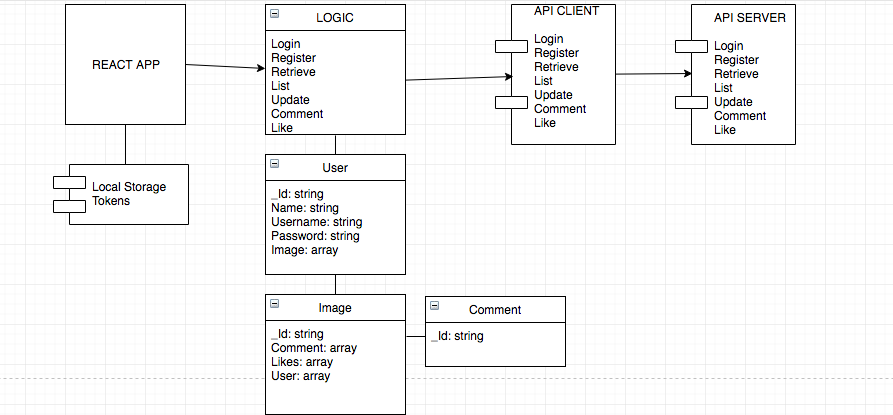 REACT APP
Local Storage
Tokens
LOGIC
Login
Register
Retrieve
List
Update
Comment
Like
User
_Id: string
Name: string
Username: string
Password: string
Image: array
Image
_Id: string
Comment: array
Likes: array
User: array
Comment
_Id: string
API CLIENT
Login
Register
Retrieve
List
Update
Comment
Like
API SERVER
Login
Register
Retrieve
List
Update
Comment
Like